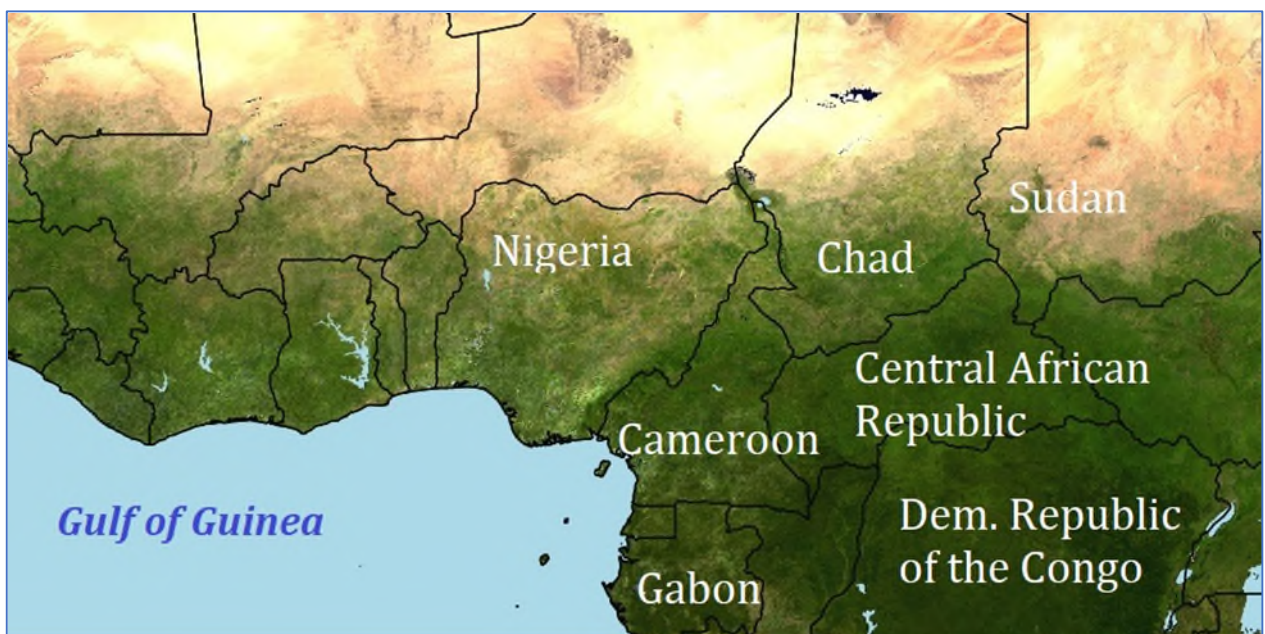 Sudan
Nigeria
Chad
Central African
Republic
Cameroon
Gulf of Guinea
Dem. Republic
of the Congo
Gabon